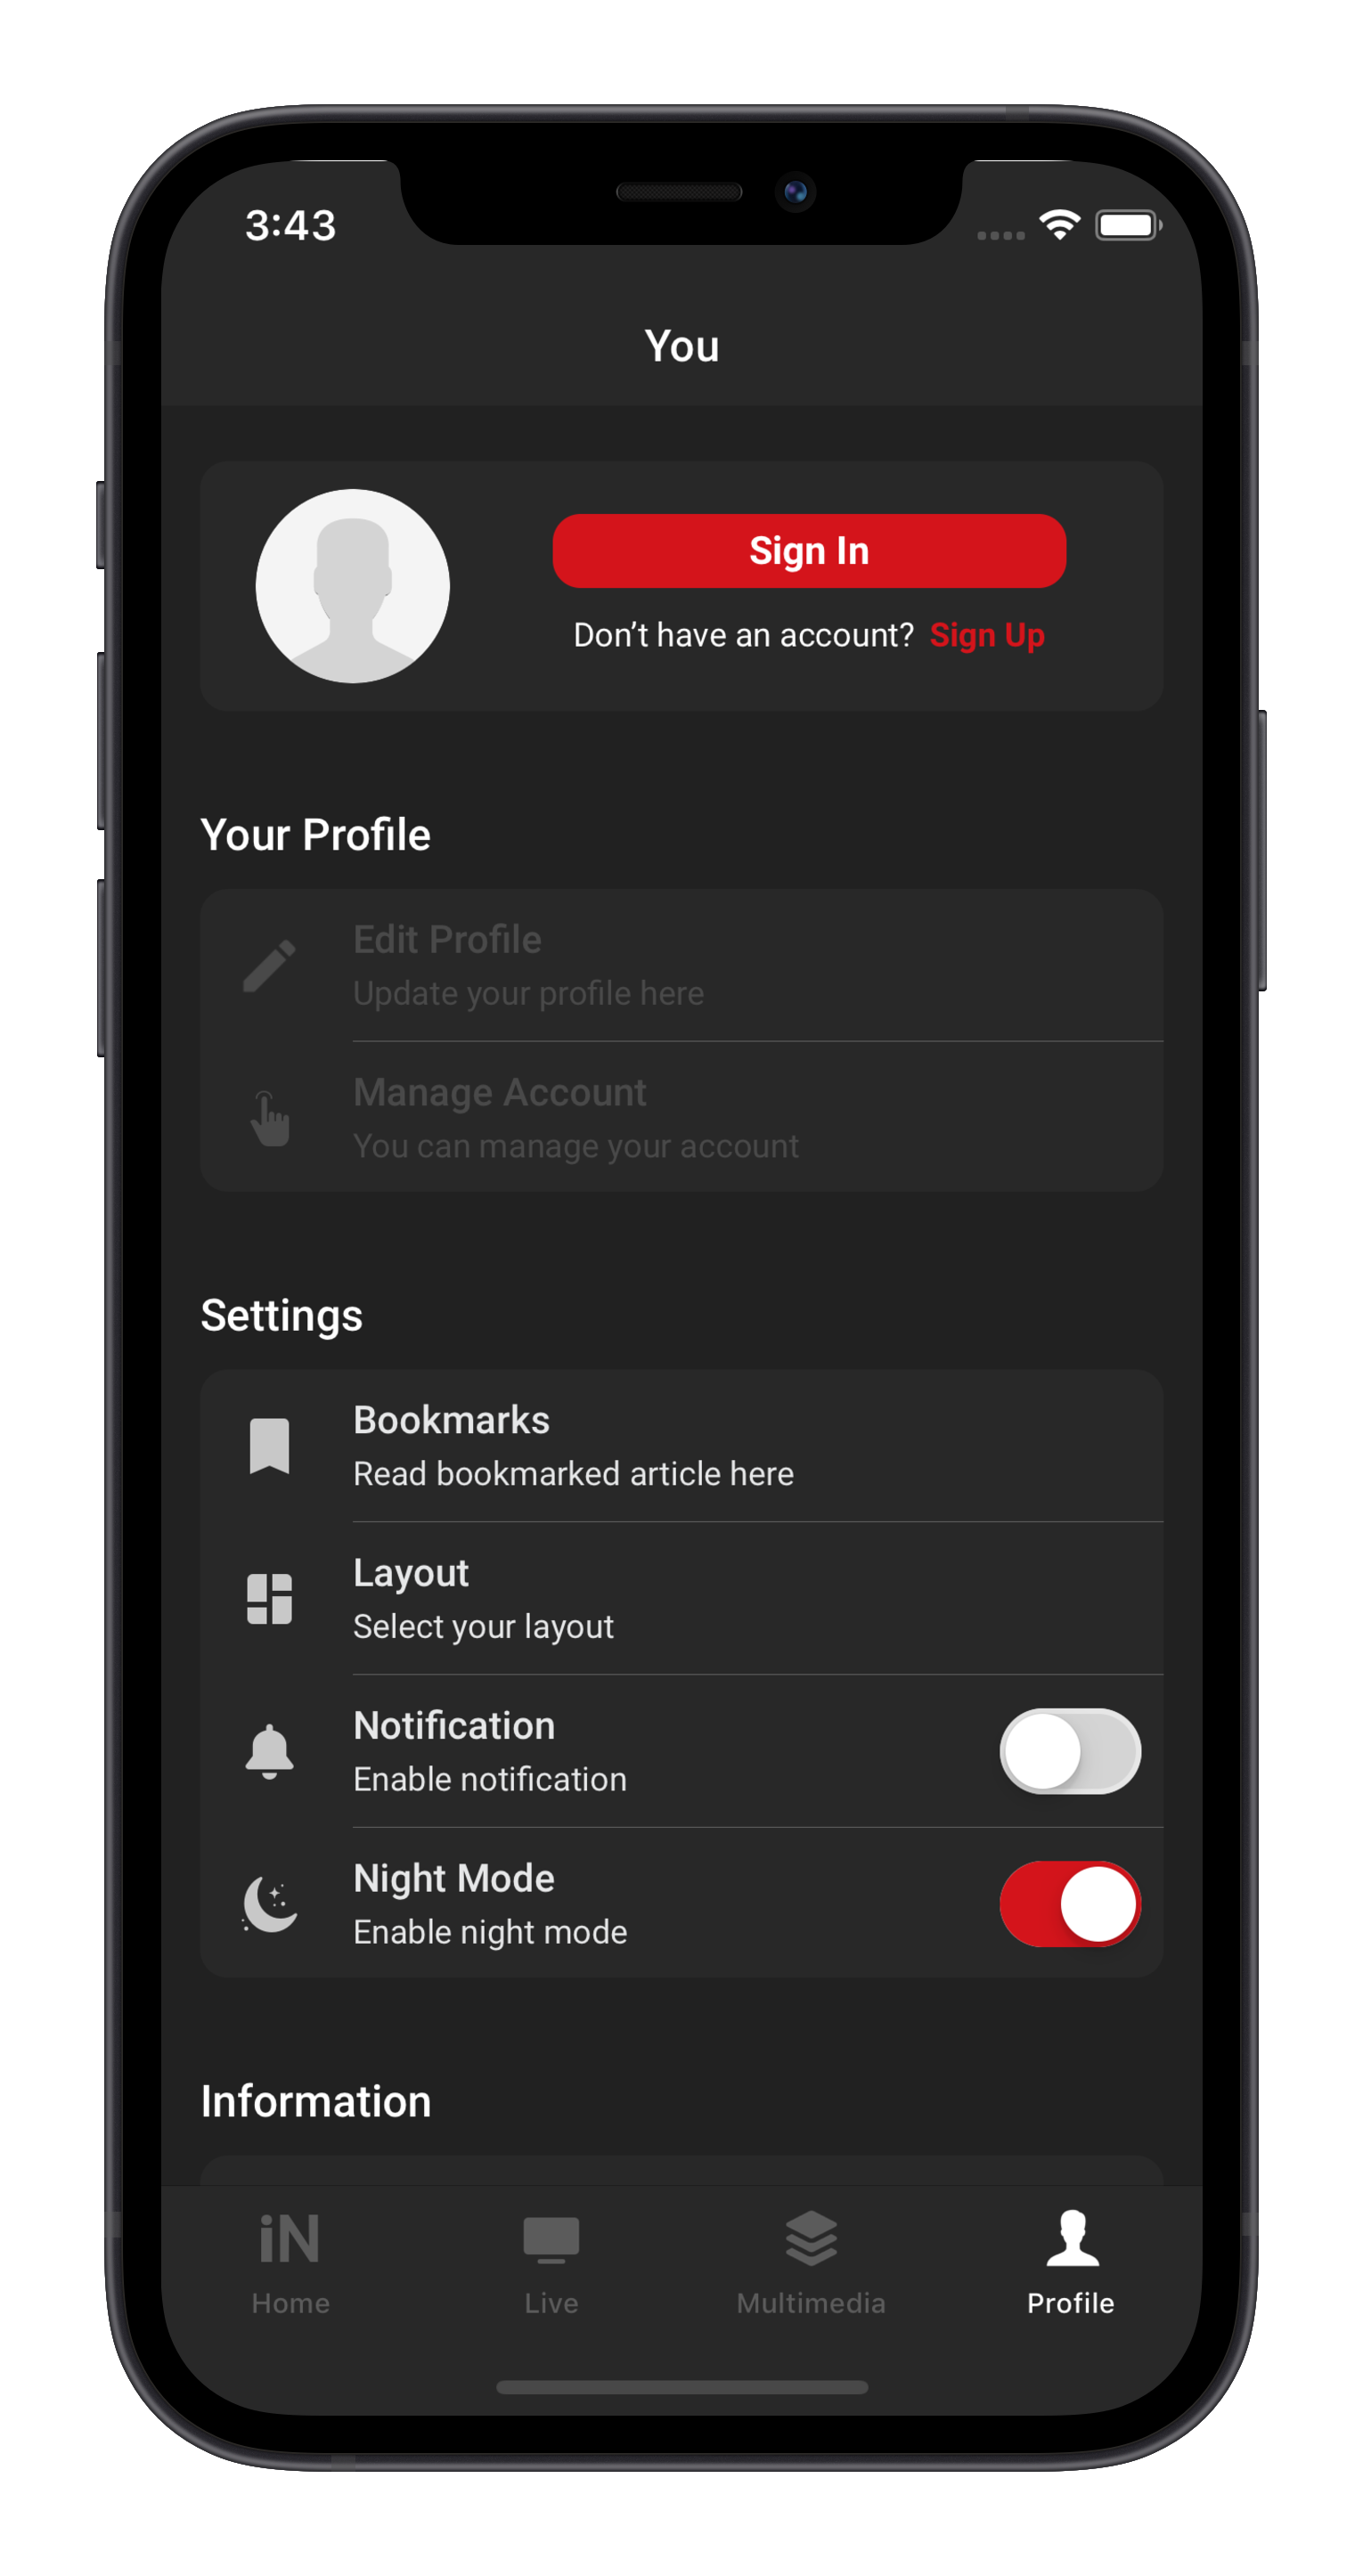 3:43
You
Sign In
Don’t have an account? Sign Up
Your Profile
Edit Profile
Update your profile here
Manage Account
You can manage your account
Settings
Bookmarks
Read bookmarked article here
Layout
Select your layout
Notification
Enable notification
Night Mode
Enable night mode
Information
iN
Home
Live
Multimedia
Profile